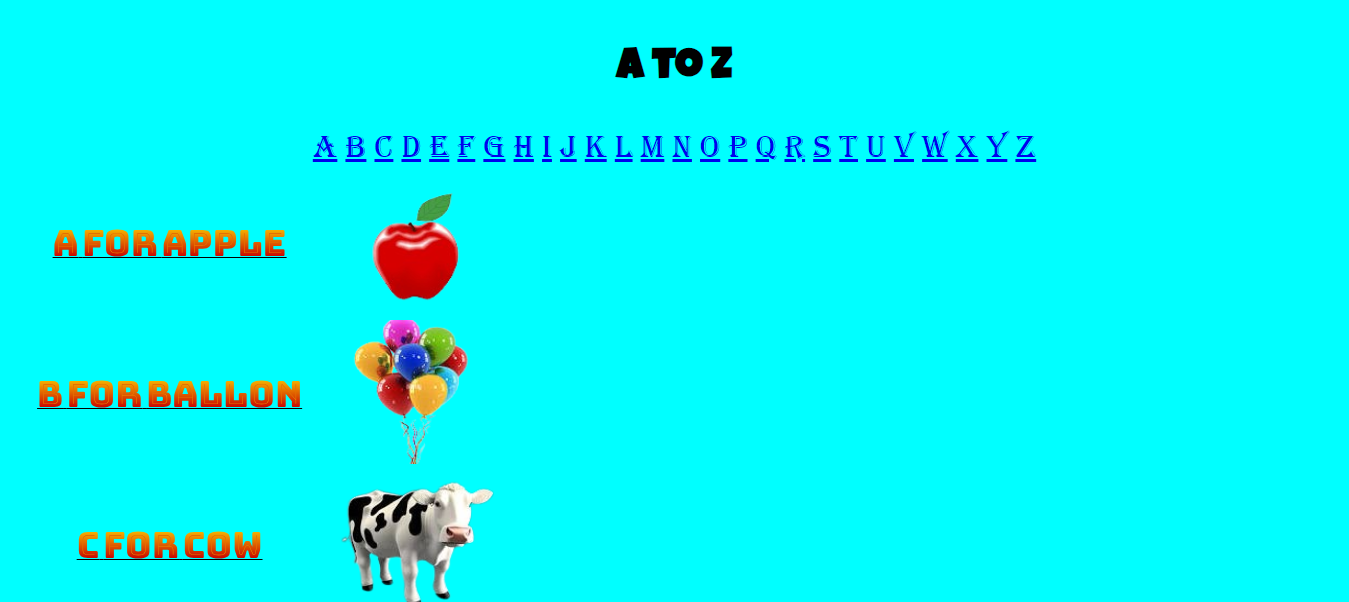 A TO Z
A B C D E F G H I J K L M N O P Q R S T U V W X Y Z
A FOR APPLE
B FOR BALLON
C FOR COW